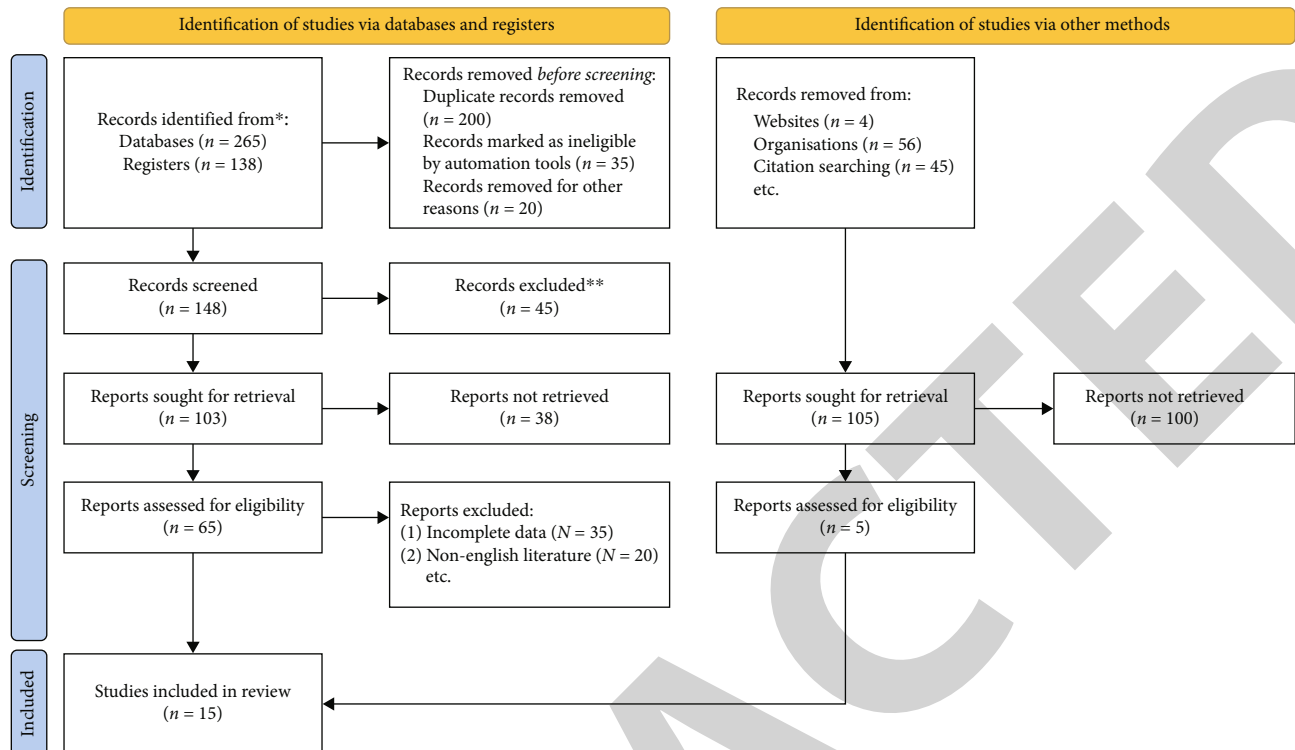 Identification of studies via databases and registers
Identification of studies via other methods
Identification
Records identified from*:
Databases (n = 265)
Registers (n = 138)
Records removed before screening:
Duplicate records removed
(n = 200)
Records marked as ineligible
by automation tools (n = 35)
Records removed for other
reasons (n = 20)
Records removed from:
Websites (n = 4)
Organisations (n = 56)
Citation searching (n = 45)
etc.
Screening
Records screened
(n = 148)
Records excluded**
(n = 45)
Reports sought for retrieval
(n = 103)
Reports not retrieved
(n = 38)
Reports sought for retrieval
(n = 105)
Reports not retrieved
(n = 100)
Reports assessed for eligibility
(n = 65)
Reports excluded:
(1) Incomplete data (N = 35)
(2) Non-english literature (N = 20)
etc.
Reports assessed for eligibility
(n = 5)
Included
Studies included in review
(n = 15)
ACTED